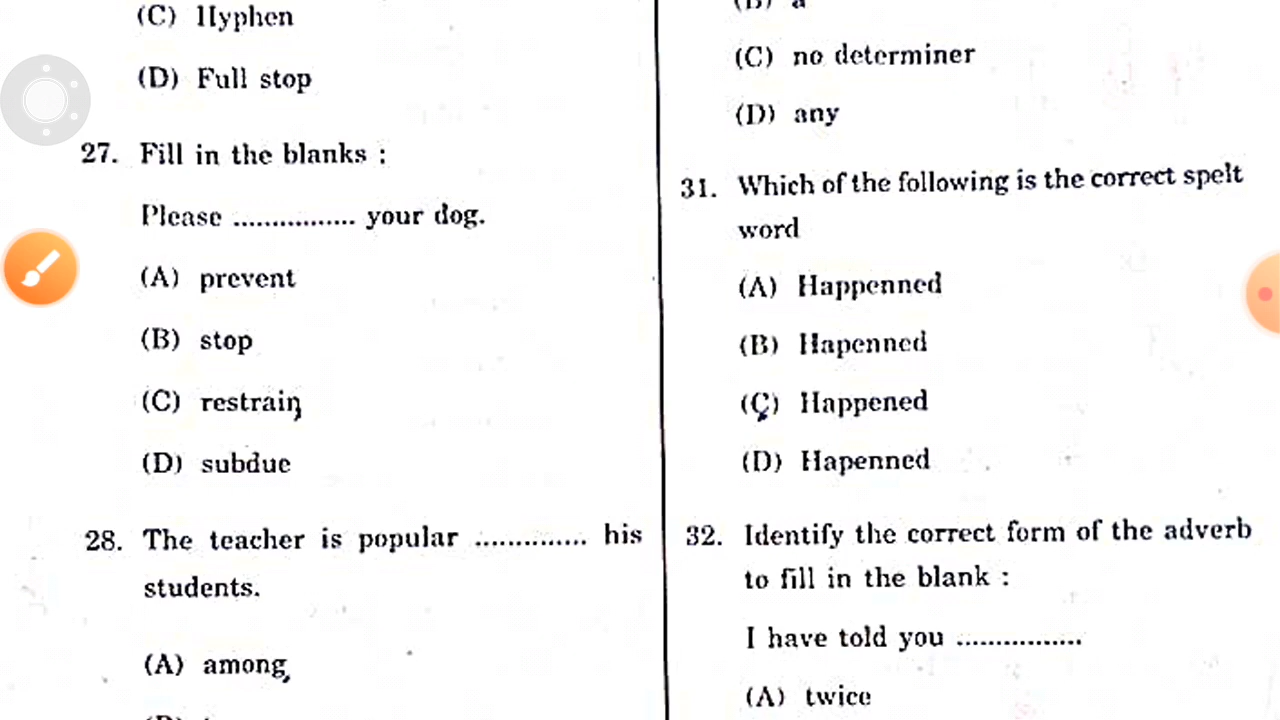 (C) Hyphen
(D) Full stop
27. Fill in the blanks :
Please ................ your dog.
(A) prevent
(B) stop
(C) restrain
(D) subdue
28. The teacher is popular .............. his
students.
(A) among
a
(C) no determiner
(D) any
31. Which of the following is the correct spelt
word
(A) Happenned
(B) Hapenned
(C) Happened
(D) Hapenned
32. Identify the correct form of the adverb
to fill in the blank :
I have told you ................
(A) twice